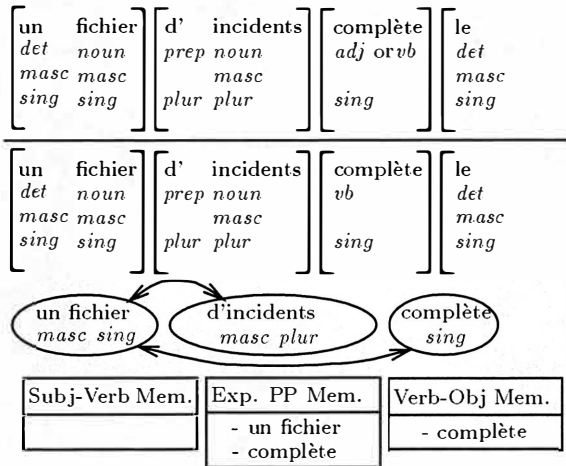 un fichier d' incidents complète le
det noun prep noun adj or vb det
masc masc masc masc
sing sing plur plur sing sing
un fichier d' incidents complète le
det noun prep noun vb det
masc masc masc masc
sing sing plur plur sing sing
un fichier d'incidents complète
masc sing masc plur sing
Subj-Verb Mem. Exp. PP Mem. Verb-Obj Mem.
- un fichier - complète
- complète